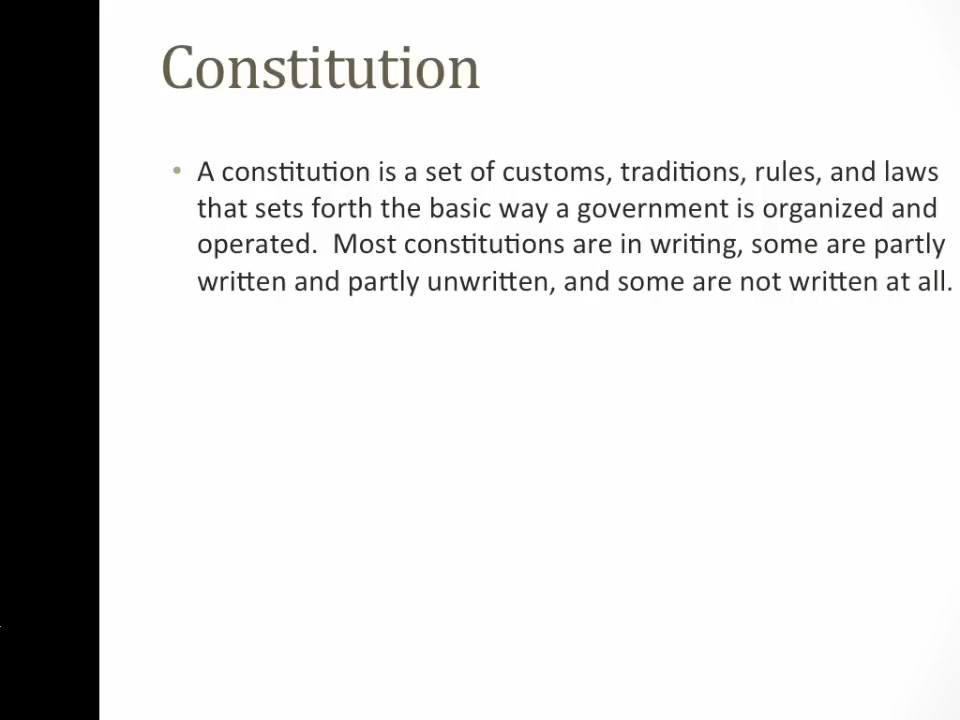 Constitution
• A constitution is a set of customs, traditions, rules, and laws
that sets forth the basic way a government is organized and
operated.  Most constitutions are in writing, some are partly
written and partly unwritten, and some are not written at all.